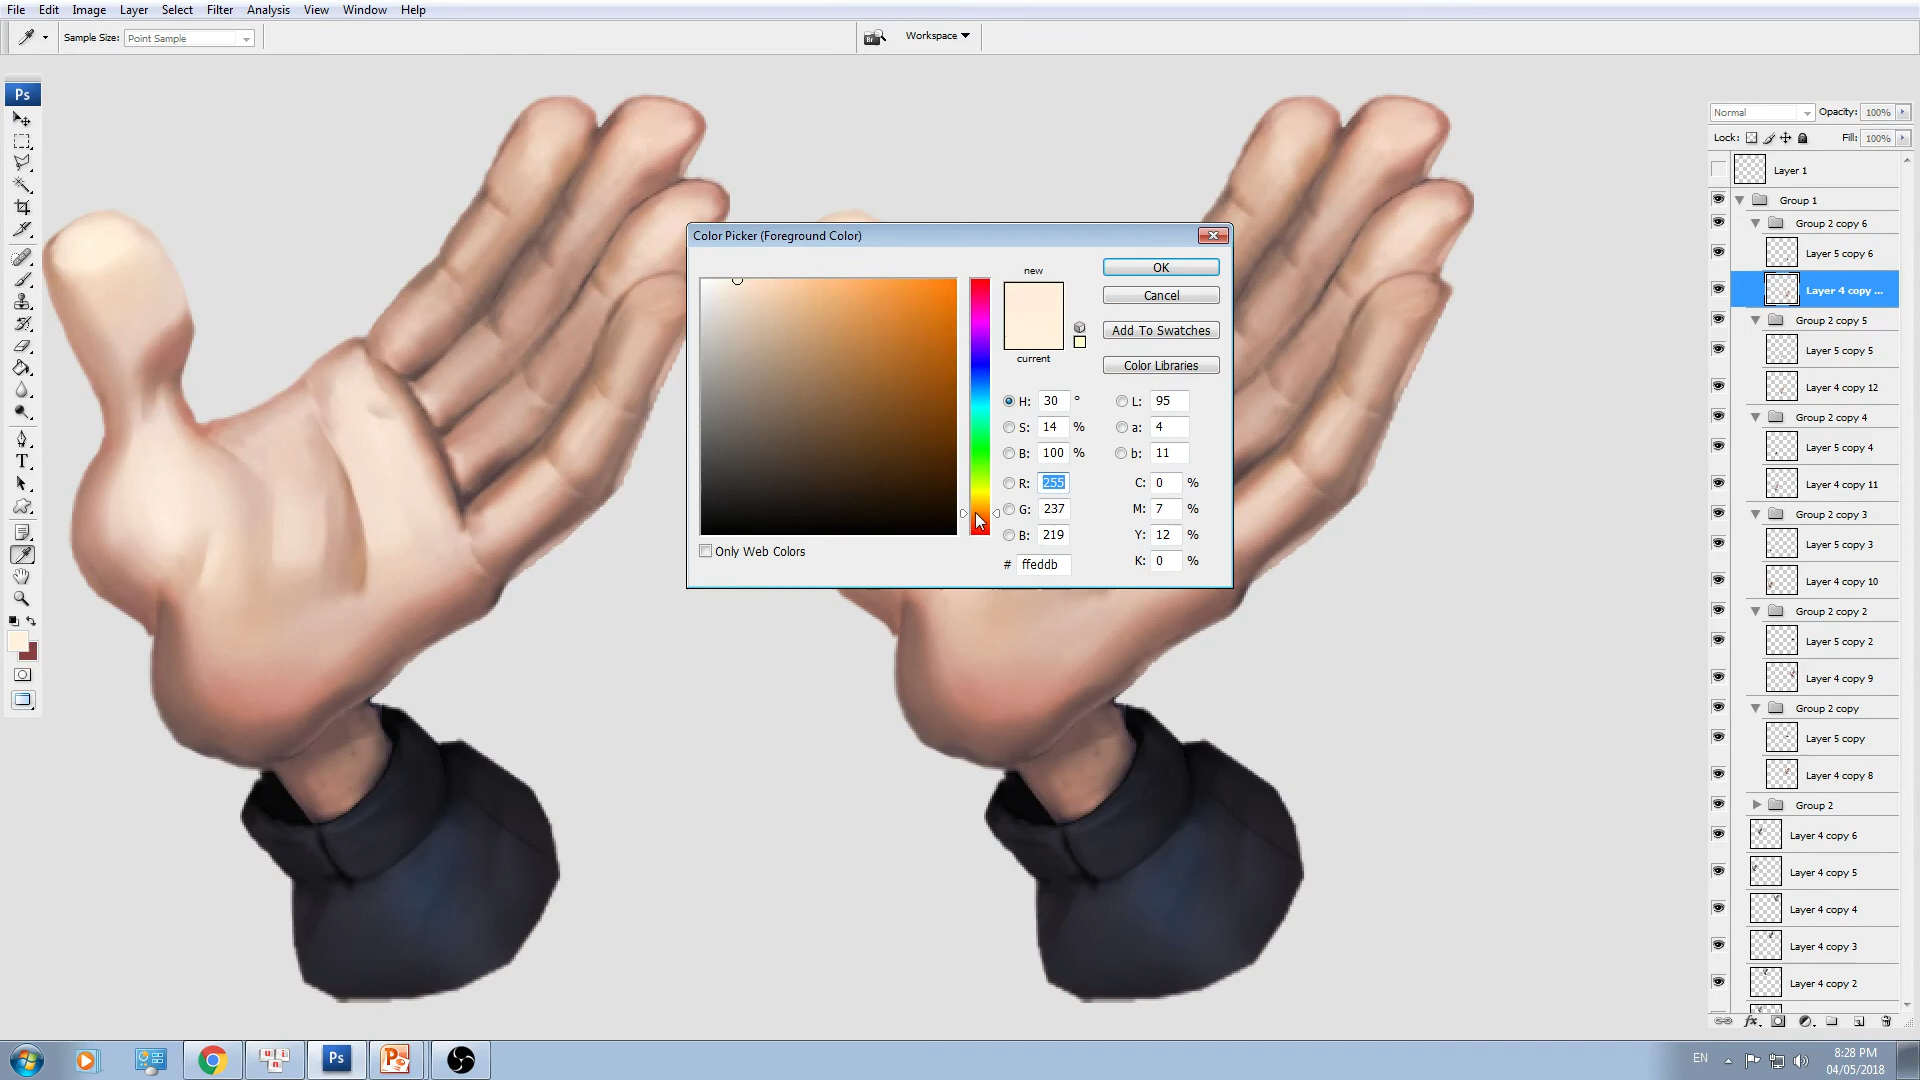 File Edit Image Layer Select Filter Analysis View Window Help
Sample Size: Point Sample
Br Workspace
Ps
Normal Opacity: 100%
Lock: Fill: 100%
Layer 1
Group 1
Group 2 copy 6
Layer 5 copy 6
Layer 4 copy ...
Group 2 copy 5
Layer 5 copy 5
Layer 4 copy 12
Group 2 copy 4
Layer 5 copy 4
Layer 4 copy 11
Group 2 copy 3
Layer 5 copy 3
Layer 4 copy 10
Group 2 copy 2
Layer 5 copy 2
Layer 4 copy 9
Group 2 copy
Layer 5 copy
Layer 4 copy 8
Group 2
Layer 4 copy 6
Layer 4 copy 5
Layer 4 copy 4
Layer 4 copy 3
Layer 4 copy 2
fx
T
Color Picker (Foreground Color)
new
current
OK
Cancel
Add To Swatches
Color Libraries
H: 30 ° L: 95
S: 14 % a: 4
B: 100 % b: 11
R: 255 C: 0 %
G: 237 M: 7 %
B: 219 Y: 12 %
# ffeddb K: 0 %
Only Web Colors
Ps
EN
8:28 PM
04/05/2018